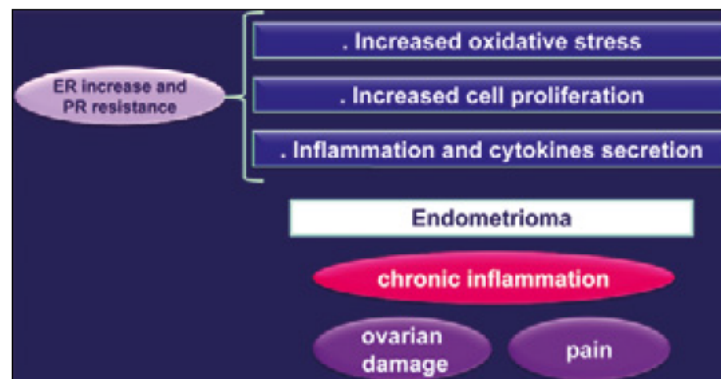 . Increased oxidative stress
ER increase and
PR resistance
. Increased cell proliferation
. Inflammation and cytokines secretion
Endometrioma
chronic inflammation
ovarian
damage
pain